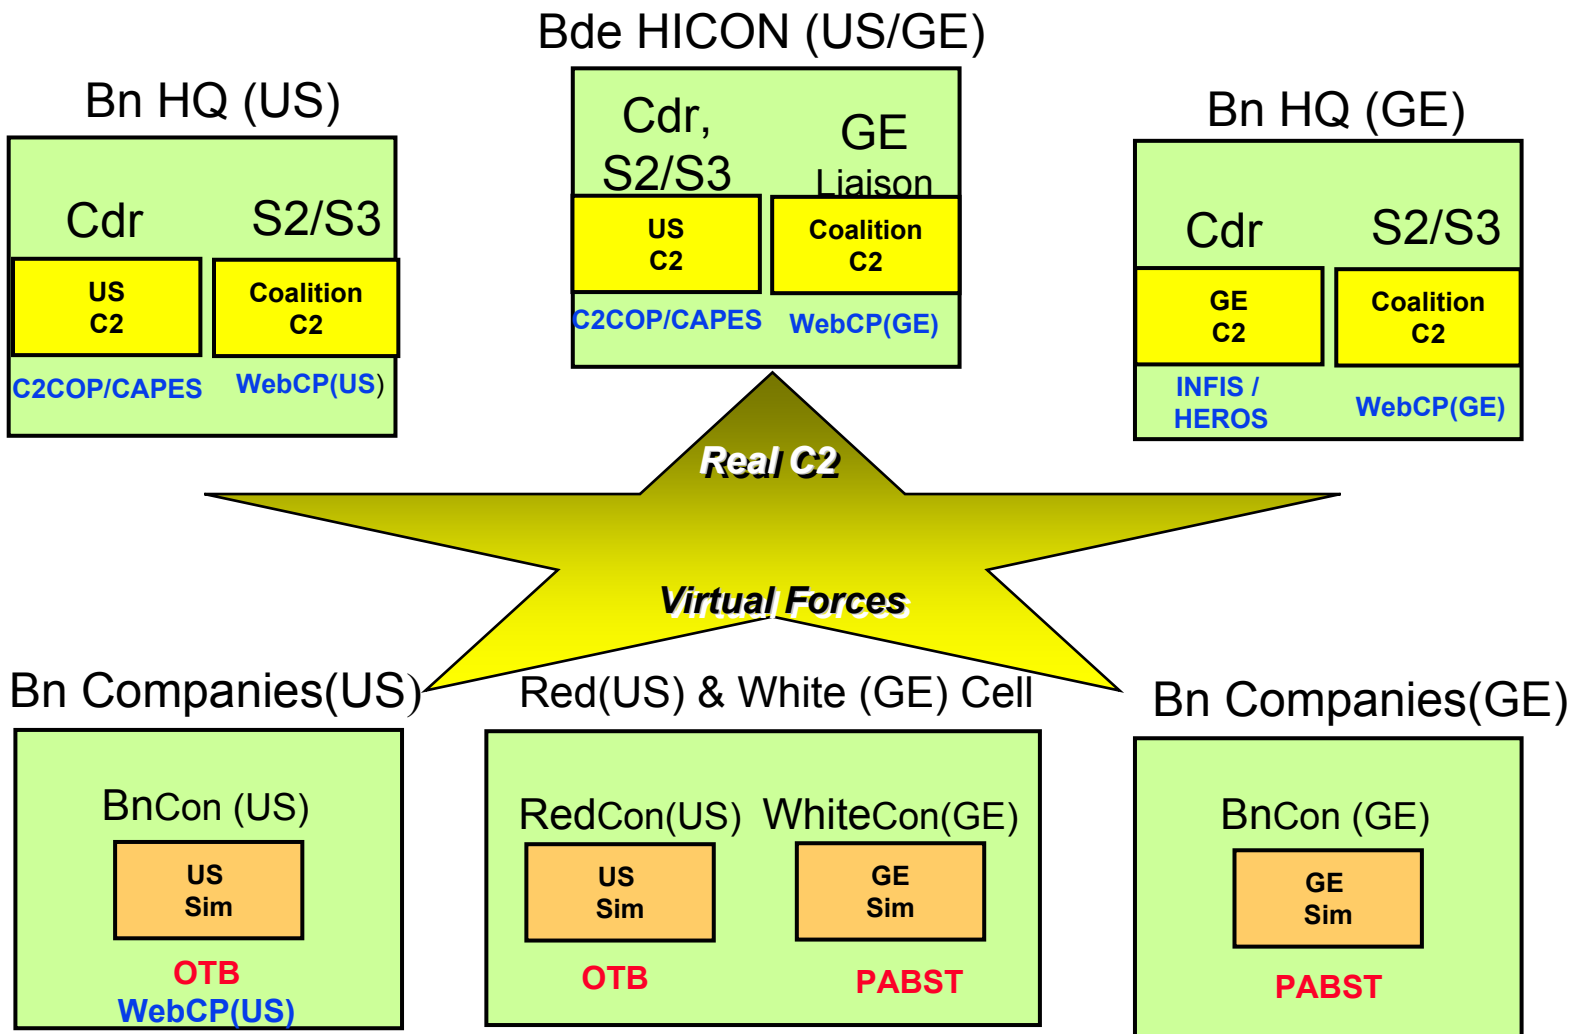 Bde HICON (US/GE)
Cdr,
S2/S3
GE
Liaison
US
C2
Coalition
C2
C2COP/CAPES
WebCP(GE)
Bn HQ (US)
Cdr
S2/S3
US
C2
Coalition
C2
C2COP/CAPES
WebCP(US)
Bn HQ (GE)
Cdr
S2/S3
GE
C2
Coalition
C2
INFIS /
HEROS
WebCP(GE)
Real C2
Virtual Forces
Bn Companies(US)
BnCon (US)
US
Sim
OTB
WebCP(US)
Red(US) & White (GE) Cell
RedCon(US)
US
Sim
OTB
WhiteCon(GE)
GE
Sim
PABST
Bn Companies(GE)
BnCon (GE)
GE
Sim
PABST